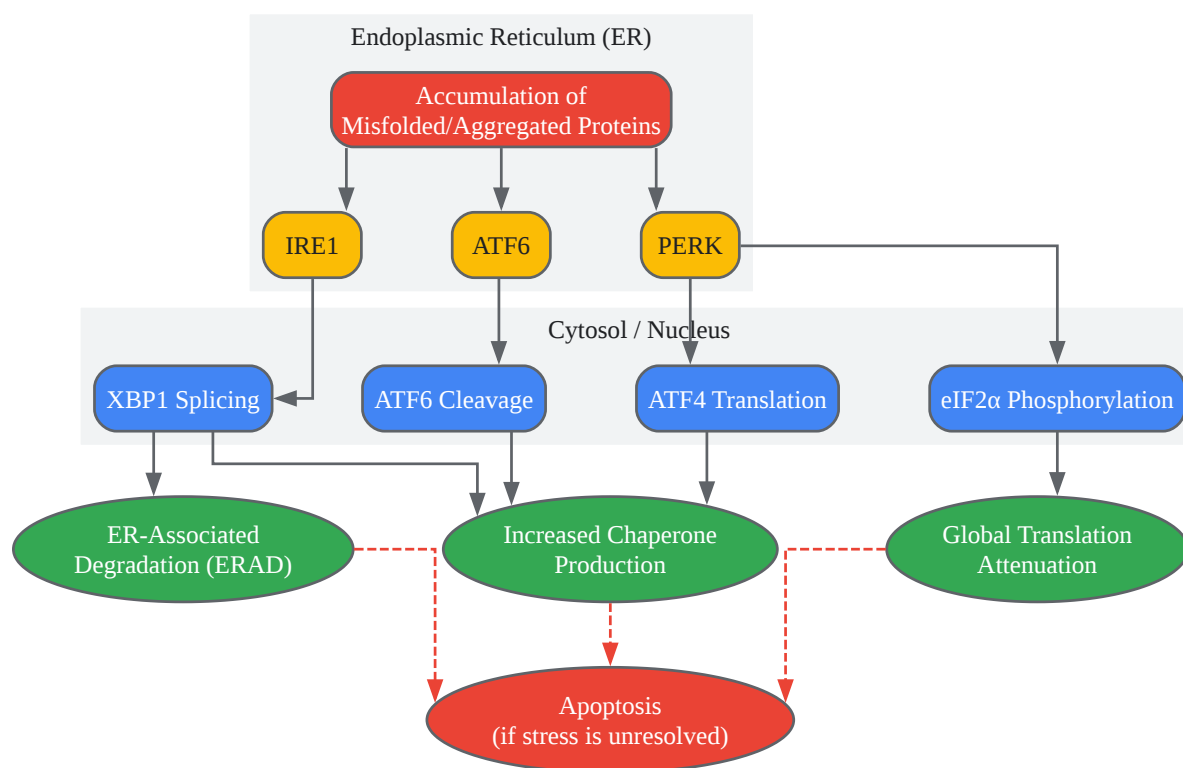 Endoplasmic Reticulum (ER)
Accumulation of
Misfolded/Aggregated Proteins
IRE1
ATF6
PERK
Cytosol / Nucleus
XBP1 Splicing
ATF6 Cleavage
ATF4 Translation
eIF2α Phosphorylation
ER-Associated
Degradation (ERAD)
Increased Chaperone
Production
Global Translation
Attenuation
Apoptosis
(if stress is unresolved)